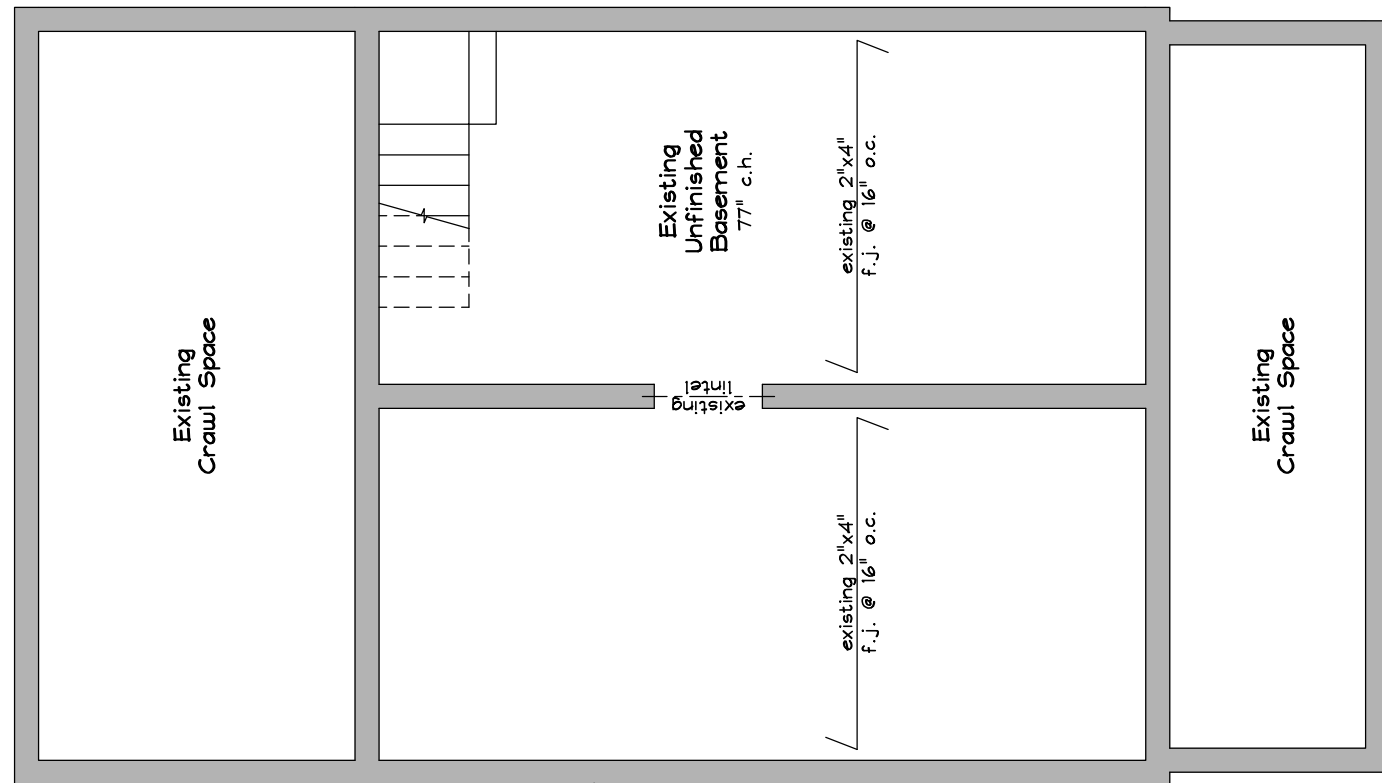 Existing
Crawl Space
Existing
Unfinished
Basement
77" c.h.
existing 2"x4"
f.j. @ 16" o.c.
existing
lintel
existing 2"x4"
f.j. @ 16" o.c.
Existing
Crawl Space